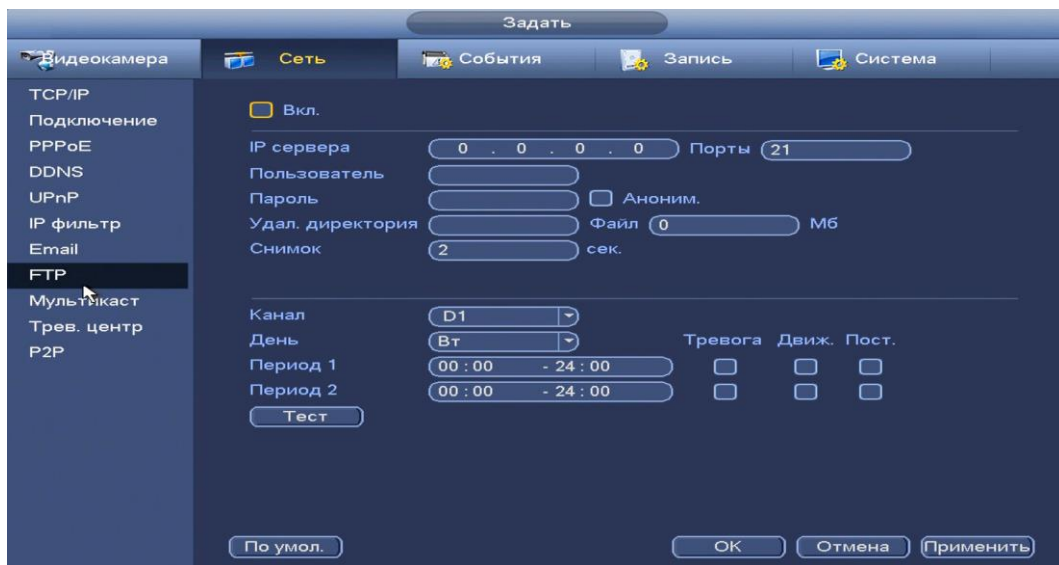 Задать
Видеокамера Сеть События Запись Система
TCP/IP
Подключение
PPPoE
DDNS
UPnP
IP фильтр
Email
FTP
Мультикаст
Трев. центр
P2P
Вкл.
IP сервера 0 . 0 . 0 . 0 Порты 21
Пользователь
Пароль Аноним.
Удал. директория Файл 0 Мб
Снимок 2 сек.
Канал D1
День Вт Тревога Движ. Пост.
Период 1 00 : 00 - 24 : 00
Период 2 00 : 00 - 24 : 00
Тест
По умол. OK Отмена Применить